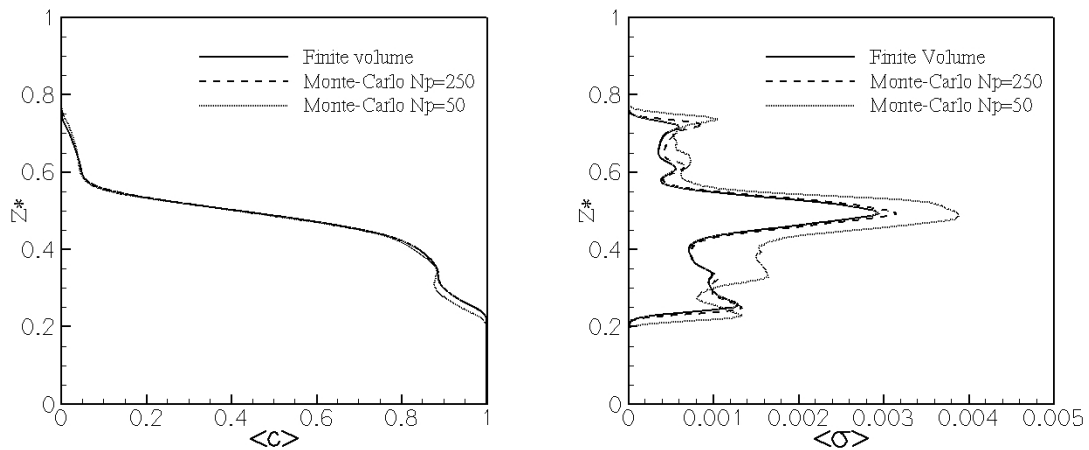 1
0.8
0.6
0.4
0.2
0
Z*
Finite volume
Monte-Carlo Np=250
Monte-Carlo Np=50
0 0.2 0.4 0.6 0.8 1
<c>
1
0.8
0.6
0.4
0.2
0
Z*
Finite Volume
Monte-Carlo Np=250
Monte-Carlo Np=50
0 0.001 0.002 0.003 0.004 0.005
<σ>